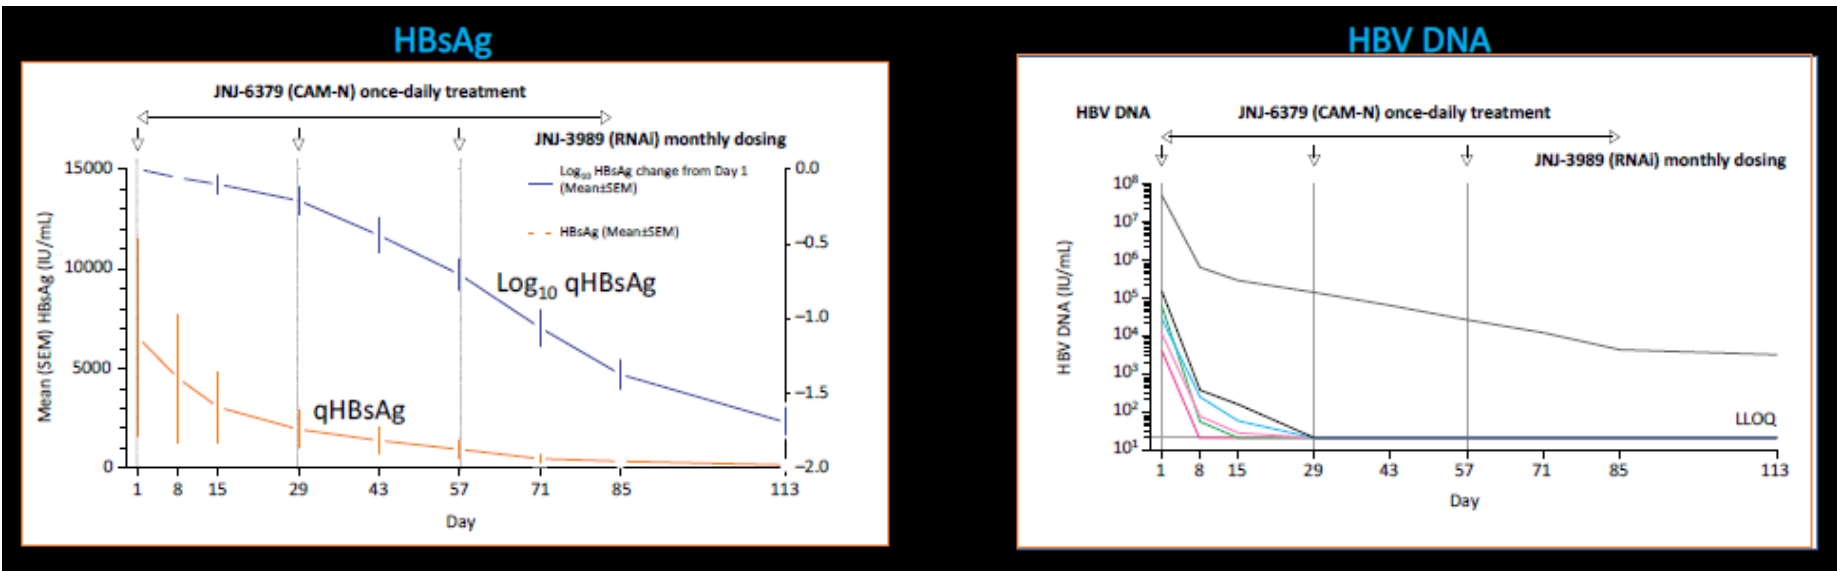 HBsAg
JNJ-6379 (CAM-N) once-daily treatment
JNJ-3989 (RNAi) monthly dosing
Log₁₀ HBsAg change from Day 1
(Mean±SEM)
HBsAg (Mean±SEM)
Log₁₀ qHBsAg
qHBsAg
Mean (SEM) HBsAg (IU/mL)
15000
10000
5000
0
0.0
–0.5
–1.0
–1.5
–2.0
1 8 15 29 43 57 71 85 113
Day
HBV DNA
HBV DNA
JNJ-6379 (CAM-N) once-daily treatment
JNJ-3989 (RNAi) monthly dosing
HBV DNA (IU/mL)
10⁸
10⁷
10⁶
10⁵
10⁴
10³
10²
10¹
LLOQ
1 8 15 29 43 57 71 85 113
Day